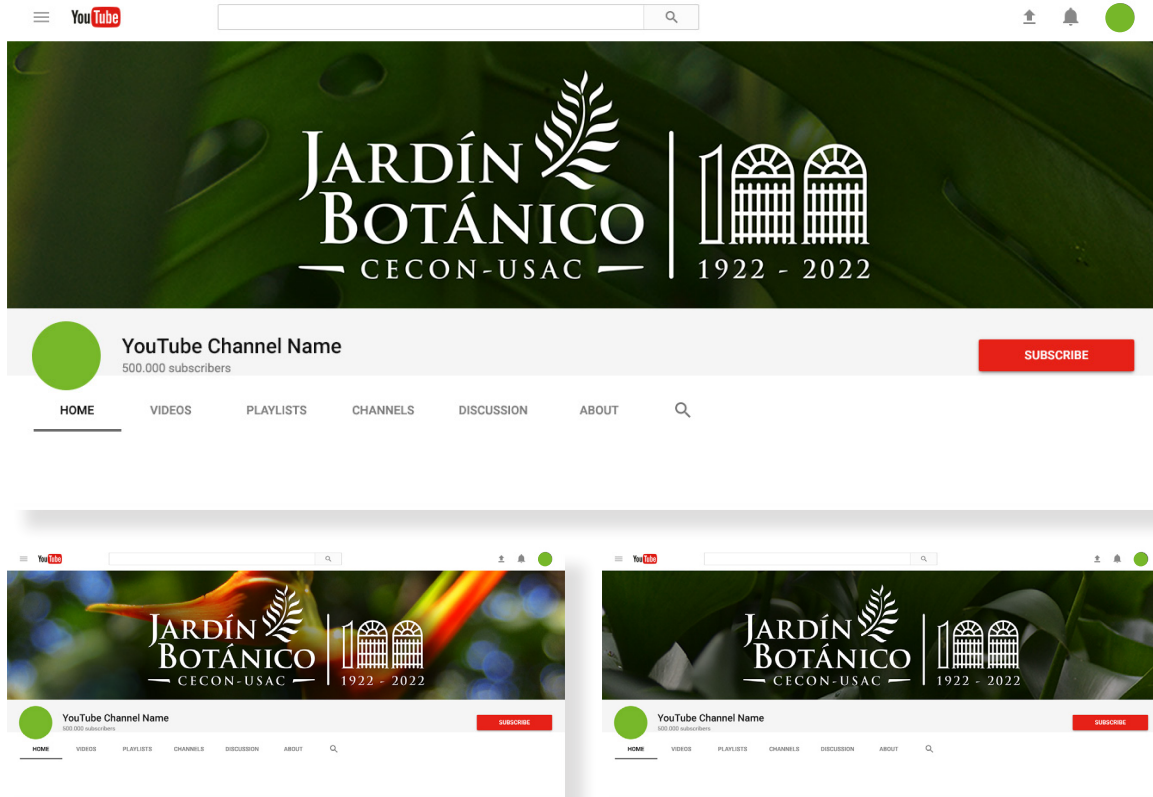 YouTube
JARDÍN
BOTÁNICO
CECON-USAC
100
1922 - 2022
YouTube Channel Name
500.000 subscribers
SUBSCRIBE
HOME VIDEOS PLAYLISTS CHANNELS DISCUSSION ABOUT
YouTube
JARDÍN
BOTÁNICO
CECON-USAC
100
1922 - 2022
YouTube Channel Name
500.000 subscribers
SUBSCRIBE
HOME VIDEOS PLAYLISTS CHANNELS DISCUSSION ABOUT
YouTube
JARDÍN
BOTÁNICO
CECON-USAC
100
1922 - 2022
YouTube Channel Name
500.000 subscribers
SUBSCRIBE
HOME VIDEOS PLAYLISTS CHANNELS DISCUSSION ABOUT